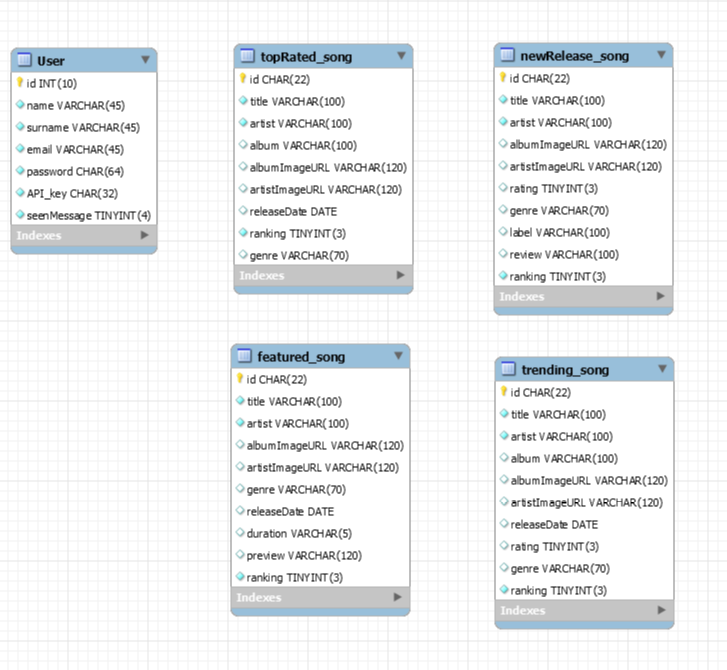 User
id INT(10)
name VARCHAR(45)
surname VARCHAR(45)
email VARCHAR(45)
password CHAR(64)
API_key CHAR(32)
seenMessage TINYINT(4)
Indexes
topRated_song
id CHAR(22)
title VARCHAR(100)
artist VARCHAR(100)
album VARCHAR(100)
albumImageURL VARCHAR(120)
artistImageURL VARCHAR(120)
releaseDate DATE
ranking TINYINT(3)
genre VARCHAR(70)
Indexes
newRelease_song
id CHAR(22)
title VARCHAR(100)
artist VARCHAR(100)
albumImageURL VARCHAR(120)
artistImageURL VARCHAR(120)
rating TINYINT(3)
genre VARCHAR(70)
label VARCHAR(100)
review VARCHAR(100)
ranking TINYINT(3)
Indexes
featured_song
id CHAR(22)
title VARCHAR(100)
artist VARCHAR(100)
albumImageURL VARCHAR(120)
artistImageURL VARCHAR(120)
genre VARCHAR(70)
releaseDate DATE
duration VARCHAR(5)
preview VARCHAR(120)
ranking TINYINT(3)
Indexes
trending_song
id CHAR(22)
title VARCHAR(100)
artist VARCHAR(100)
album VARCHAR(100)
albumImageURL VARCHAR(120)
artistImageURL VARCHAR(120)
releaseDate DATE
rating TINYINT(3)
genre VARCHAR(70)
ranking TINYINT(3)
Indexes